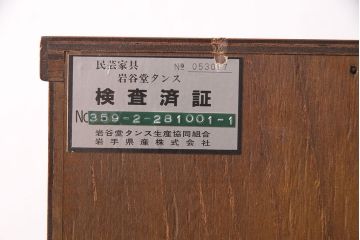 民芸家具 No
岩谷堂タンス
検査済証
No 359-2-281001-1
岩谷堂タンス生産協同組合
岩手県産株式会社